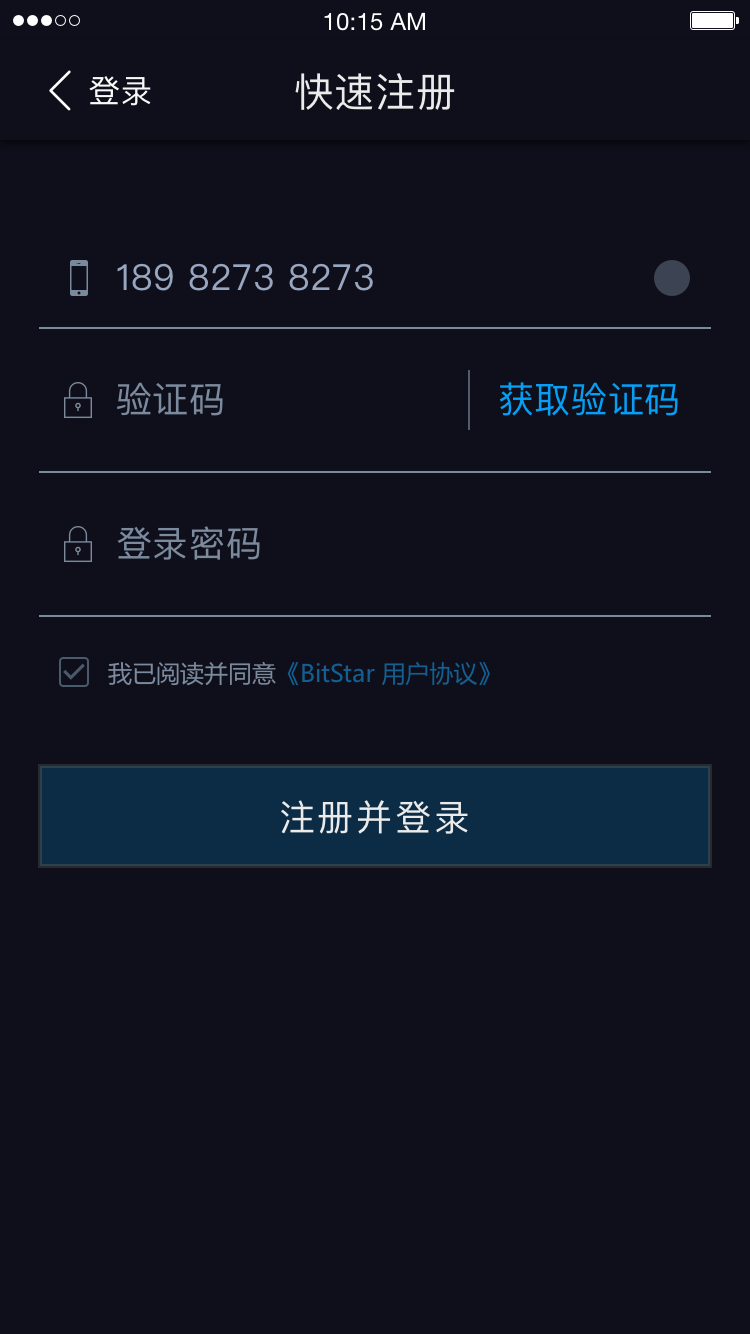 10:15 AM
登录 快速注册
189 8273 8273
验证码 获取验证码
登录密码
我已阅读并同意《BitStar 用户协议》
注册并登录